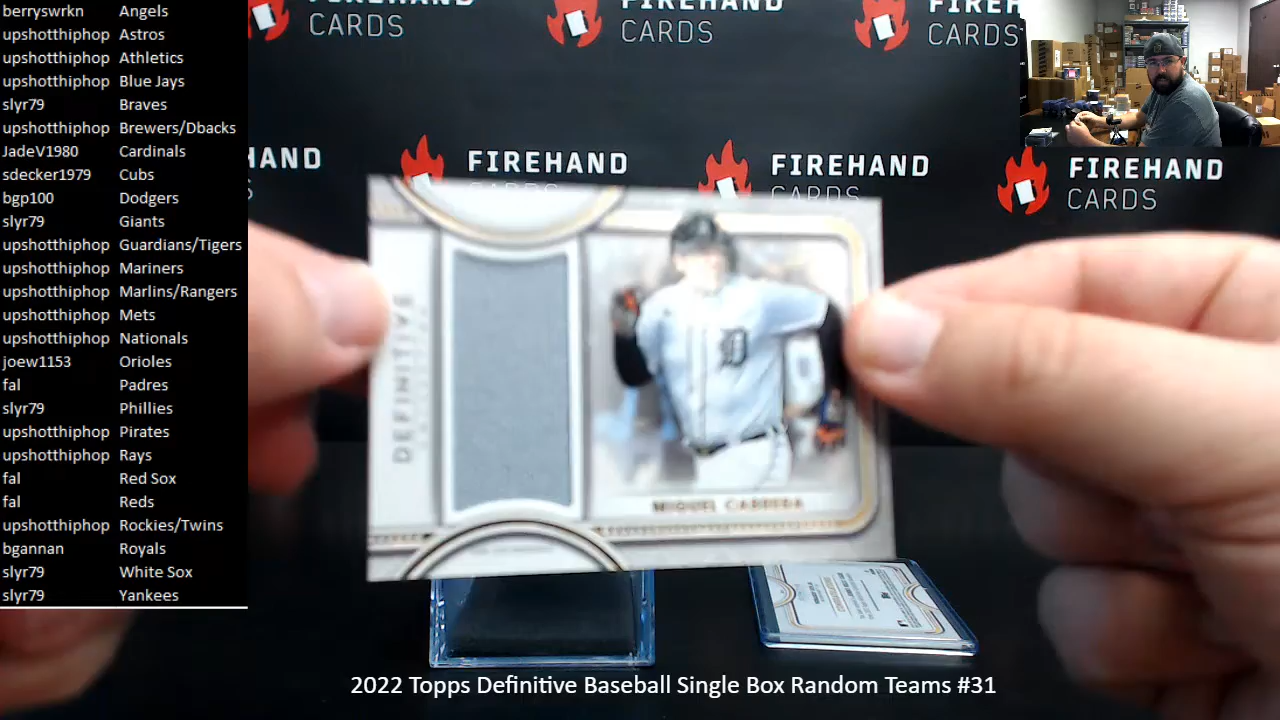 berryswrkn Angels
upshotthiphop Astros
upshotthiphop Athletics
upshotthiphop Blue Jays
slyr79 Braves
upshotthiphop Brewers/Dbacks
JadeV1980 Cardinals
sdecker1979 Cubs
bgp100 Dodgers
slyr79 Giants
upshotthiphop Guardians/Tigers
upshotthiphop Mariners
upshotthiphop Marlins/Rangers
upshotthiphop Mets
upshotthiphop Nationals
joew1153 Orioles
fal Padres
slyr79 Phillies
upshotthiphop Pirates
upshotthiphop Rays
fal Red Sox
fal Reds
upshotthiphop Rockies/Twins
bgannan Royals
slyr79 White Sox
slyr79 Yankees
FIREHAND
CARDS
FIREHAND
CARDS
FIREH
CARDS
HAND
FIREHAND
CARDS
FIREHAND
CARDS
FIREHAND
CARDS
DEFINITIVE
D
MIGUEL CABRERA
2022 Topps Definitive Baseball Single Box Random Teams #31